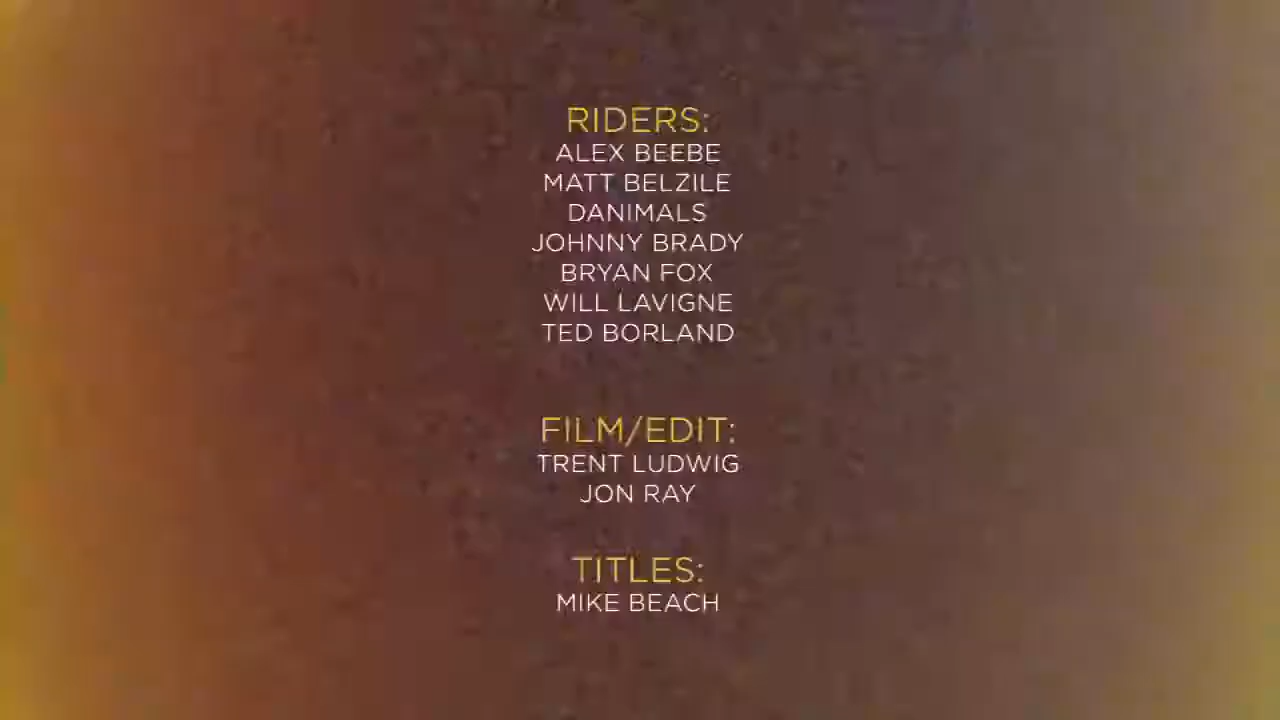 RIDERS:
ALEX BEEBE
MATT BELZILE
DANIMALS
JOHNNY BRADY
BRYAN FOX
WILL LAVIGNE
TED BORLAND
FILM/EDIT:
TRENT LUDWIG
JON RAY
TITLES:
MIKE BEACH